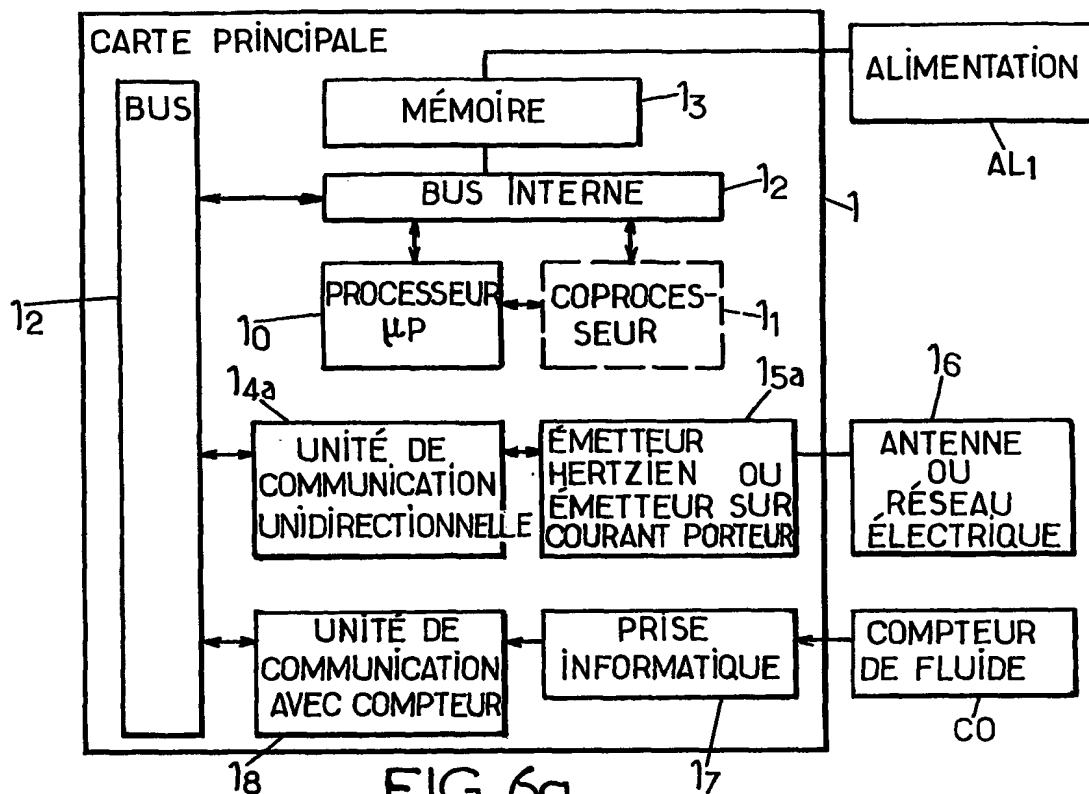 CARTE PRINCIPALE
BUS
MÉMOIRE
13
ALIMENTATION
AL1
BUS INTERNE
12
1
12
PROCESSEUR
µP
10
COPROCES-
SEUR
11
14a
UNITÉ DE
COMMUNICATION
UNIDIRECTIONNELLE
15a
ÉMETTEUR
HERTZIEN OU
ÉMETTEUR SUR
COURANT PORTEUR
16
ANTENNE
OU
RÉSEAU
ÉLECTRIQUE
UNITÉ DE
COMMUNICATION
AVEC COMPTEUR
18
PRISE
INFORMATIQUE
17
COMPTEUR
DE FLUIDE
CO
FIG 6a